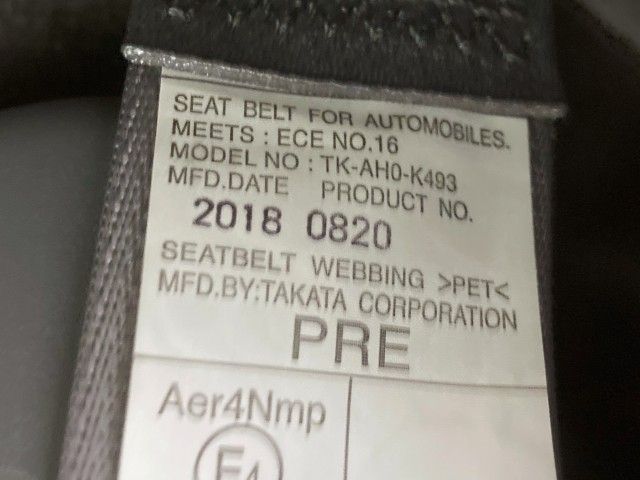 SEAT BELT FOR AUTOMOBILES.
MEETS : ECE NO.16
MODEL NO : TK-AH0-K493
MFD.DATE PRODUCT NO.
2018 0820
SEATBELT WEBBING >PET<
MFD.BY:TAKATA CORPORATION
PRE
Aer4Nmp
E4